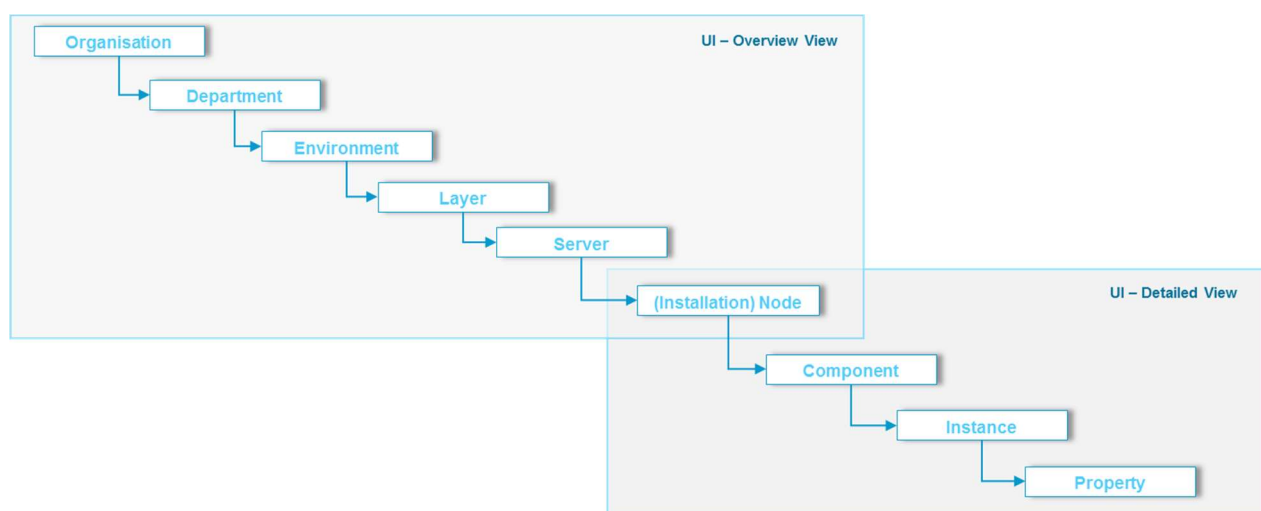 Organisation
UI – Overview View
Department
Environment
Layer
Server
(Installation) Node
UI – Detailed View
Component
Instance
Property